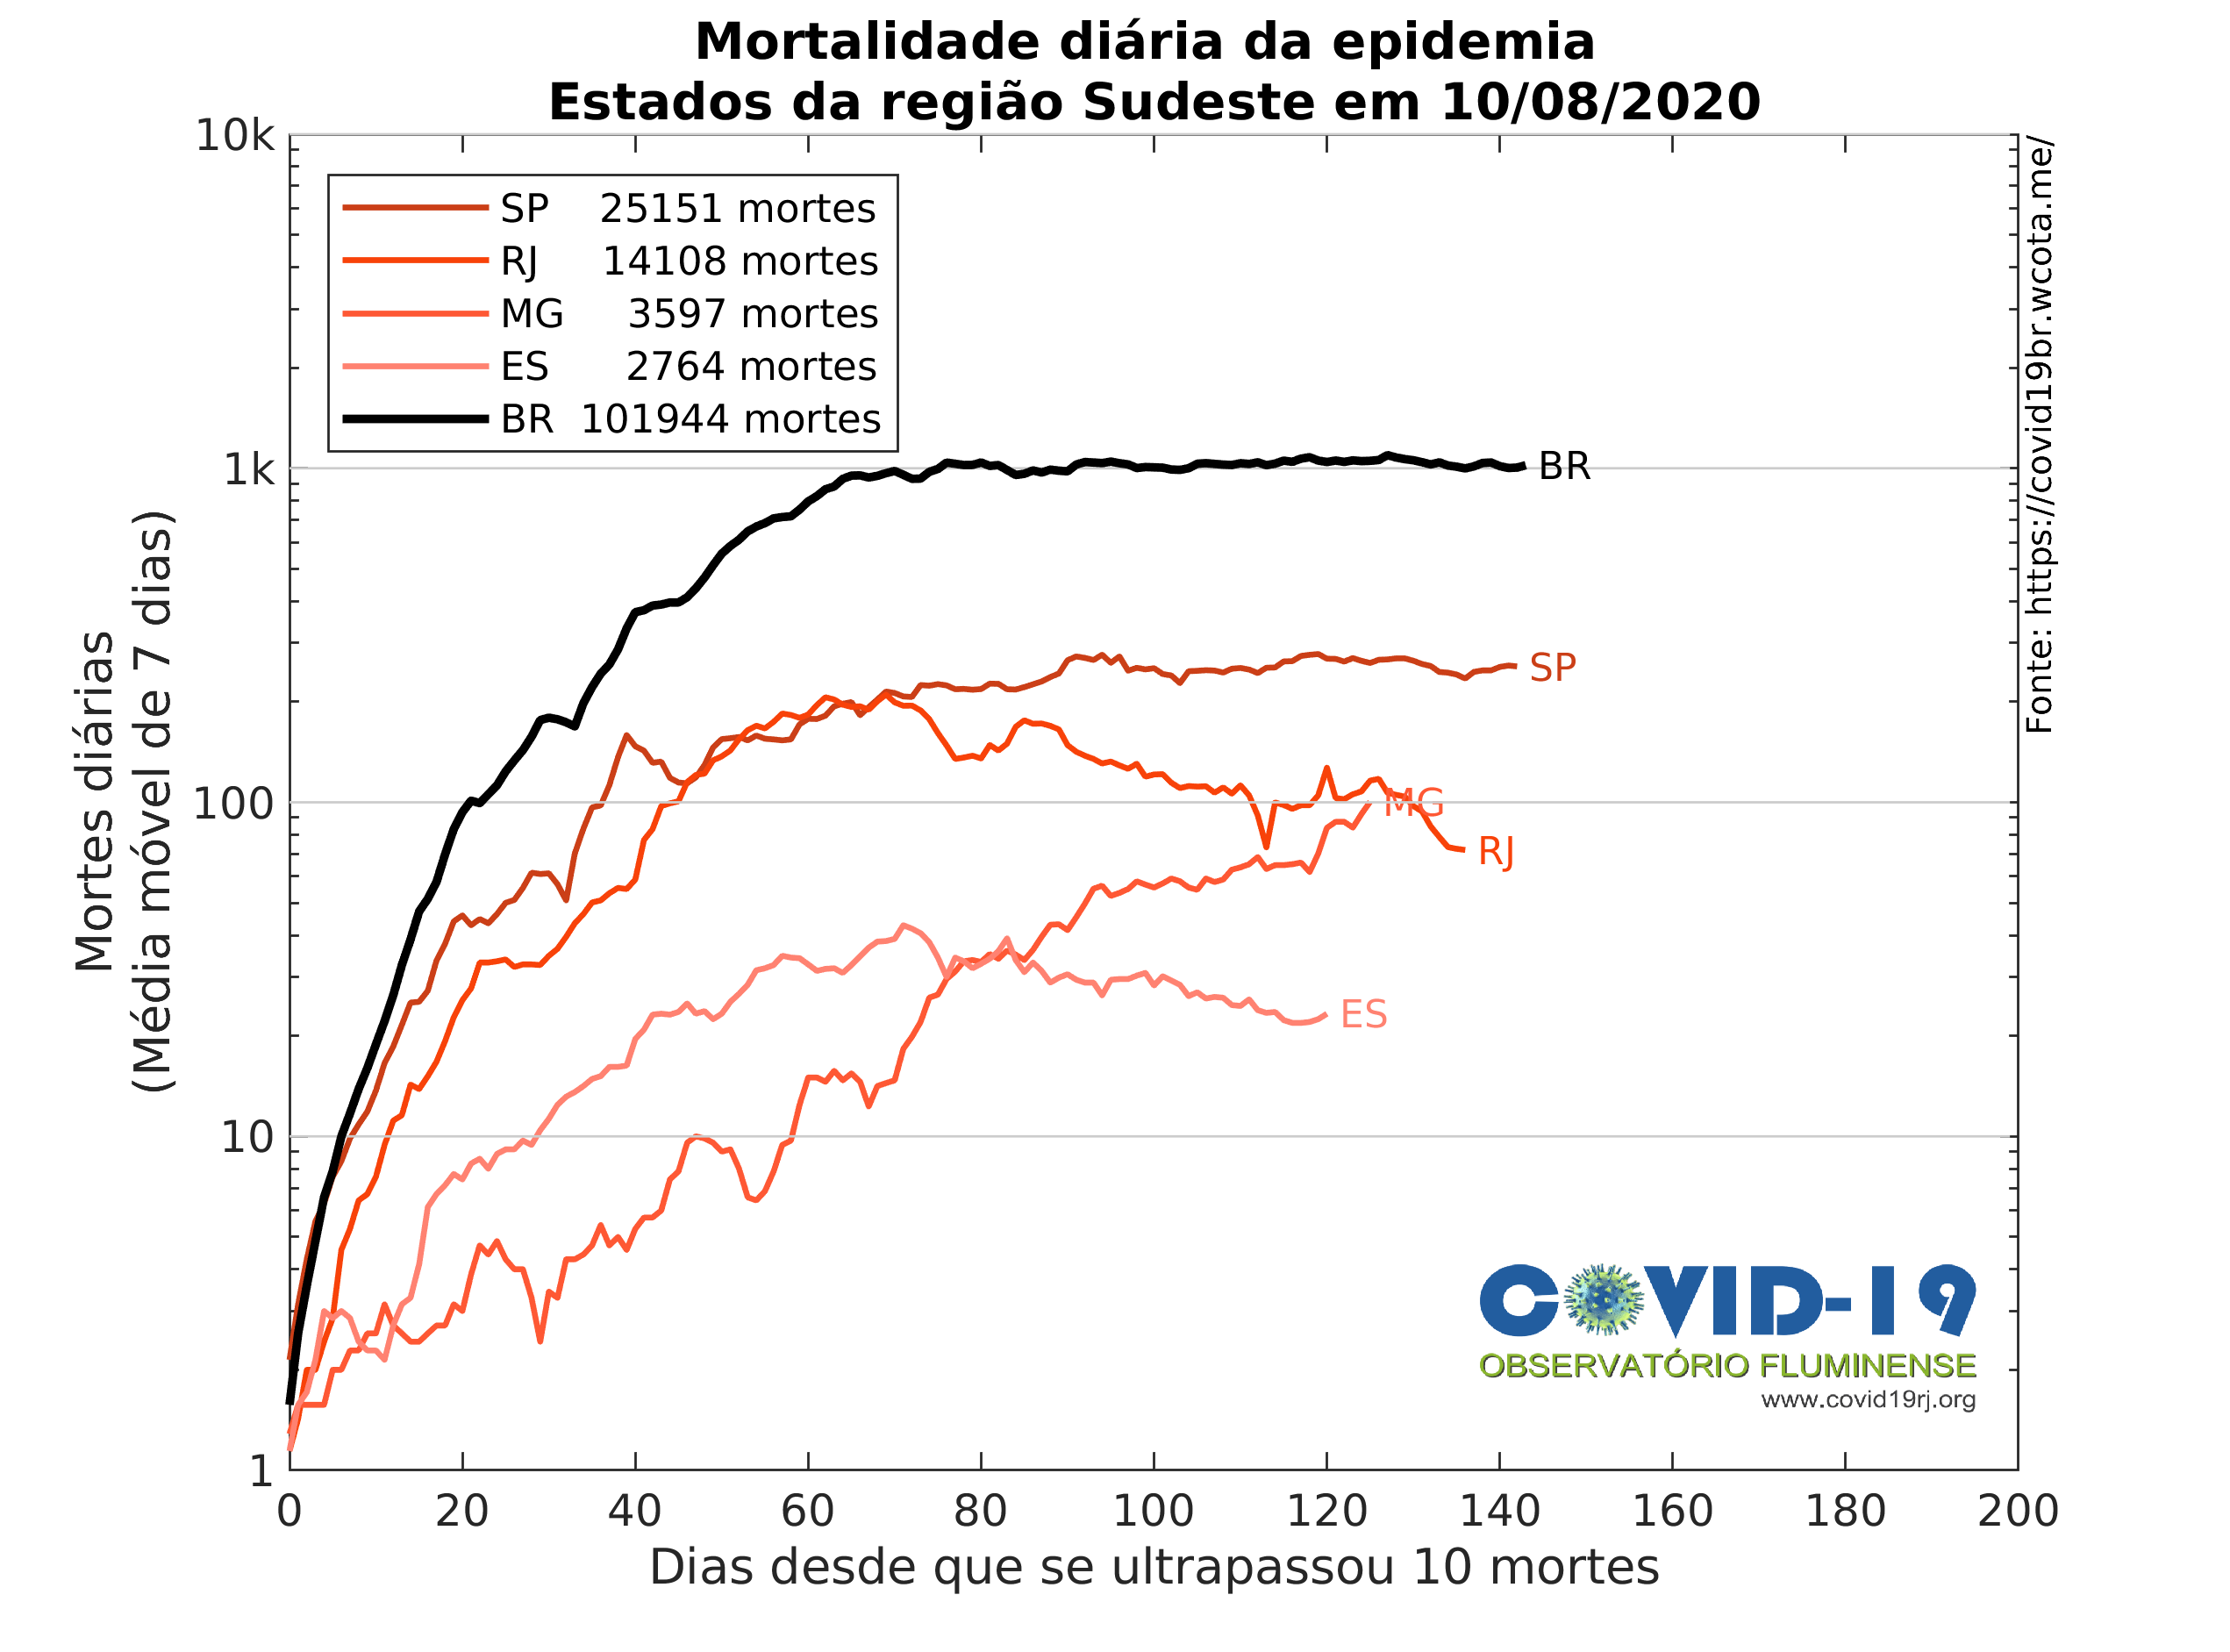 Mortalidade diária da epidemia
Estados da região Sudeste em 10/08/2020
10k
1k
100
10
1
SP 25151 mortes
RJ 14108 mortes
MG 3597 mortes
ES 2764 mortes
BR 101944 mortes
BR
SP
MG
RJ
ES
Mortes diárias
(Média móvel de 7 dias)
Fonte: https://covid19br.wcota.me/
COVID-19
OBSERVATÓRIO FLUMINENSE
www.covid19rj.org
0 20 40 60 80 100 120 140 160 180 200
Dias desde que se ultrapassou 10 mortes